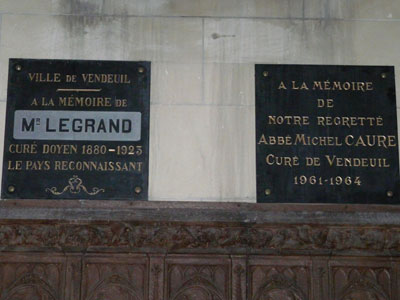 VILLE DE VENDEUIL
A LA MÉMOIRE DE
Mr LEGRAND
CURÉ DOYEN 1880-1923
LE PAYS RECONNAISSANT
A LA MÉMOIRE
DE
NOTRE REGRETTÉ
ABBÉ MICHEL CAURE
CURÉ DE VENDEUIL
1961-1964